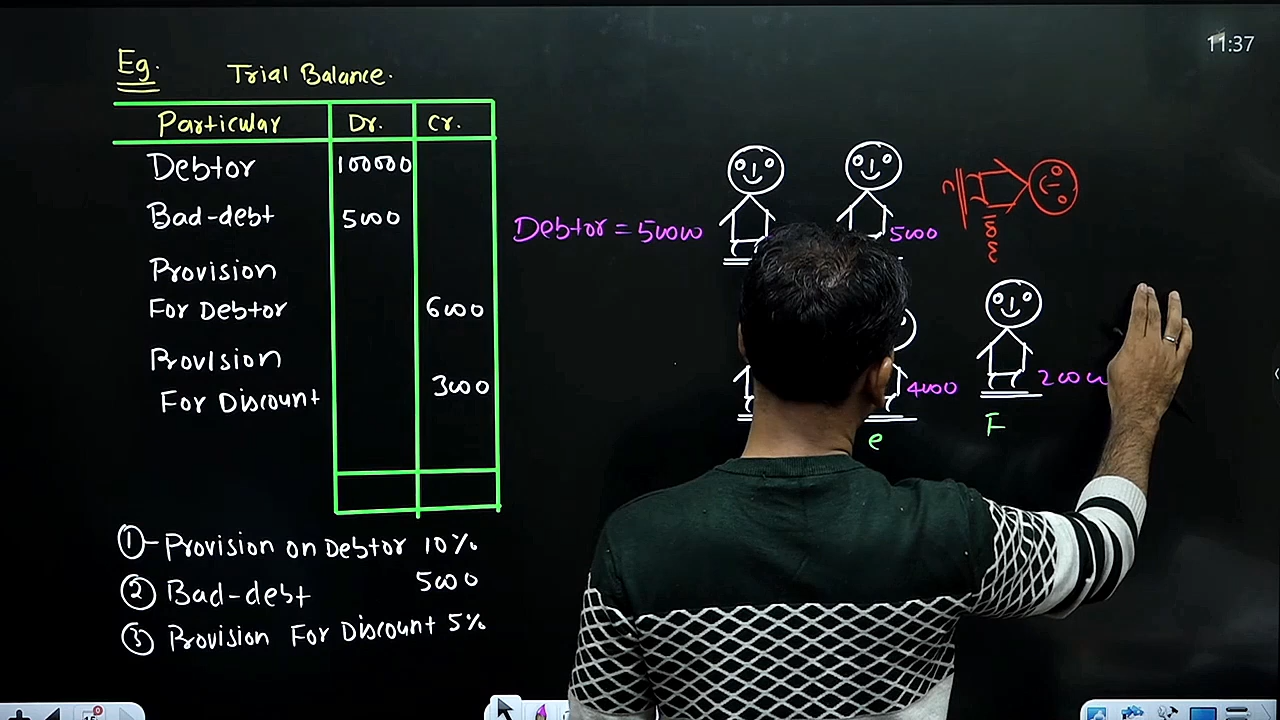 11:37
Eg.
Trial Balance.
Particular Dr. Cr.
Debtor 100000
Bad-debt 5000
Provision
For Debtor 6000
Provision
For Discount 3000
① Provision on Debtor 10%
② Bad-debt 5000
③ Provision For Discount 5%
Debtor = 50000
5000
4000
e
F